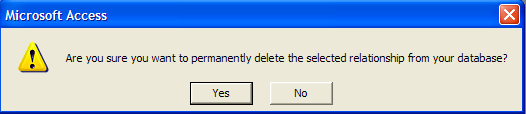 Microsoft Access
Are you sure you want to permanently delete the selected relationship from your database?
Yes No